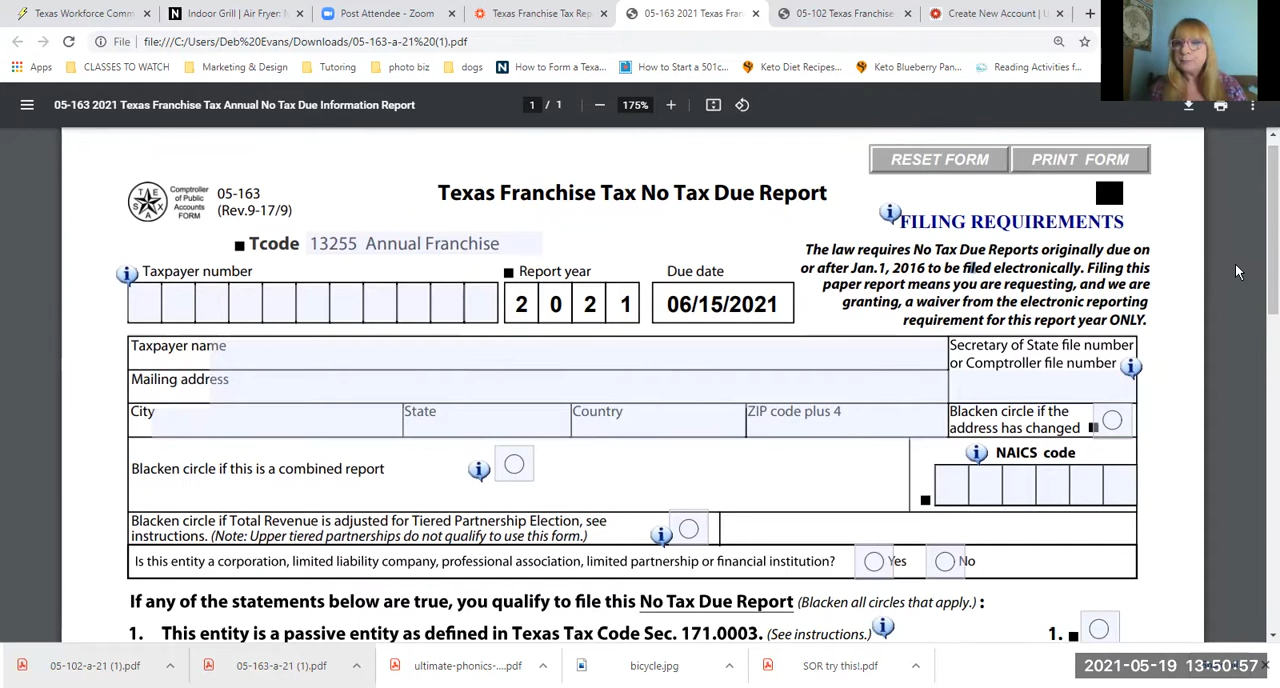 Texas Workforce Comm
Indoor Grill | Air Fryer:
Post Attendee - Zoom
Texas Franchise Tax Rep
05-163 2021 Texas Fran
05-102 Texas Franchise
Create New Account | U
File
file:///C:/Users/Deb%20Evans/Downloads/05-163-a-21%20(1).pdf
Apps
CLASSES TO WATCH
Marketing & Design
Tutoring
photo biz
dogs
How to Form a Texa...
How to Start a 501c...
Keto Diet Recipes...
Keto Blueberry Pan...
Reading Activities f...
05-163 2021 Texas Franchise Tax Annual No Tax Due Information Report
1 / 1
175%
RESET FORM
PRINT FORM
TEXAS
Comptroller
of Public
Accounts
FORM
05-163
(Rev.9-17/9)
Texas Franchise Tax No Tax Due Report
FILING REQUIREMENTS
Tcode 13255 Annual Franchise
The law requires No Tax Due Reports originally due on
or after Jan.1, 2016 to be filed electronically. Filing this
paper report means you are requesting, and we are
granting, a waiver from the electronic reporting
requirement for this report year ONLY.
Taxpayer number
Report year
Due date
2 0 2 1
06/15/2021
Taxpayer name
Secretary of State file number
or Comptroller file number
Mailing address
City
State
Country
ZIP code plus 4
Blacken circle if the
address has changed
Blacken circle if this is a combined report
NAICS code
Blacken circle if Total Revenue is adjusted for Tiered Partnership Election, see
instructions. (Note: Upper tiered partnerships do not qualify to use this form.)
Is this entity a corporation, limited liability company, professional association, limited partnership or financial institution?
Yes
No
If any of the statements below are true, you qualify to file this No Tax Due Report (Blacken all circles that apply.) :
1. This entity is a passive entity as defined in Texas Tax Code Sec. 171.0003. (See instructions.)
1.
05-102-a-21 (1).pdf
05-163-a-21 (1).pdf
ultimate-phonics-....pdf
bicycle.jpg
SOR try this!.pdf
2021-05-19 13:50:57